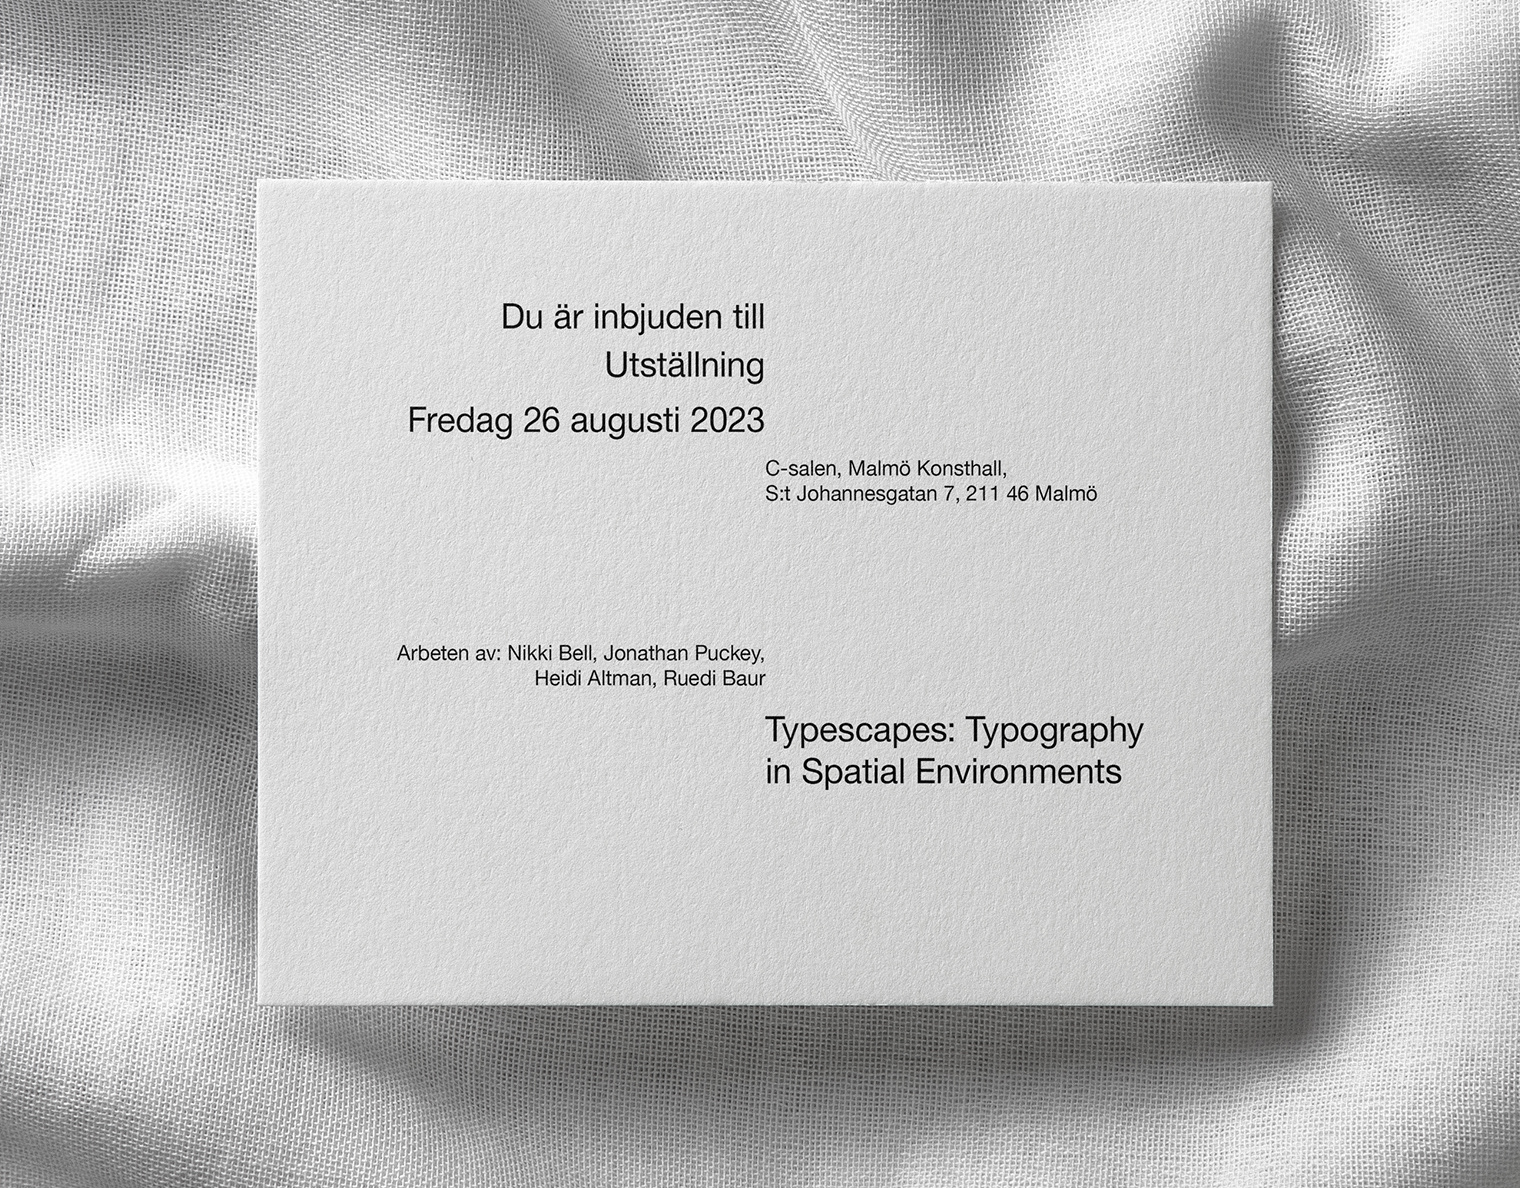 Du är inbjuden till
Utställning
Fredag 26 augusti 2023
C-salen, Malmö Konsthall,
S:t Johannesgatan 7, 211 46 Malmö
Arbeten av: Nikki Bell, Jonathan Puckey,
Heidi Altman, Ruedi Baur
Typescapes: Typography
in Spatial Environments